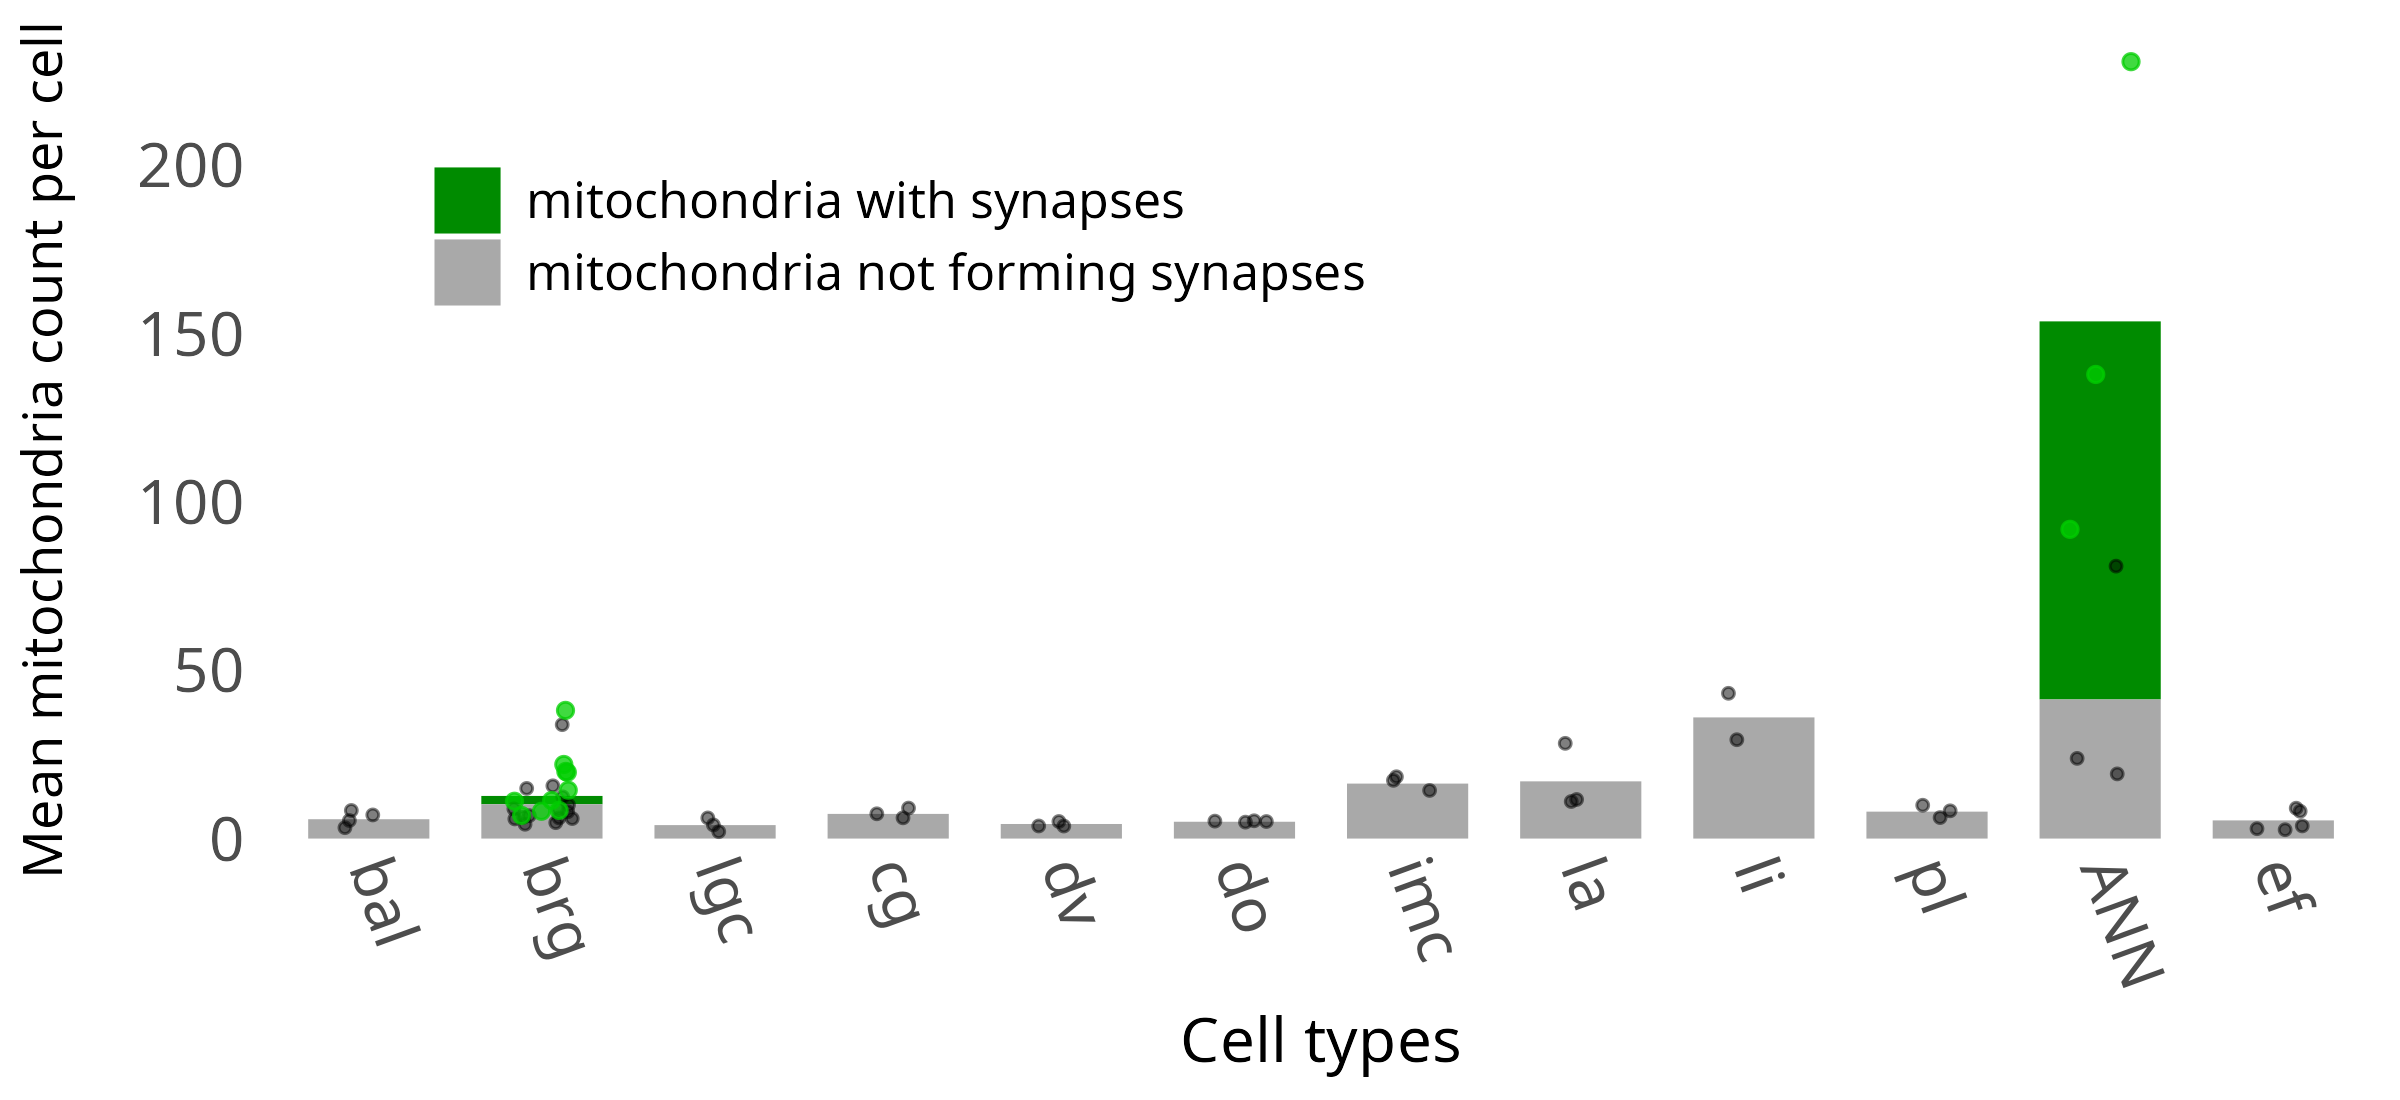 Mean mitochondria count per cell
200
150
100
50
0
mitochondria with synapses
mitochondria not forming synapses
bal
brg
lgc
cg
dv
do
imc
la
li
pl
ANN
ef
Cell types